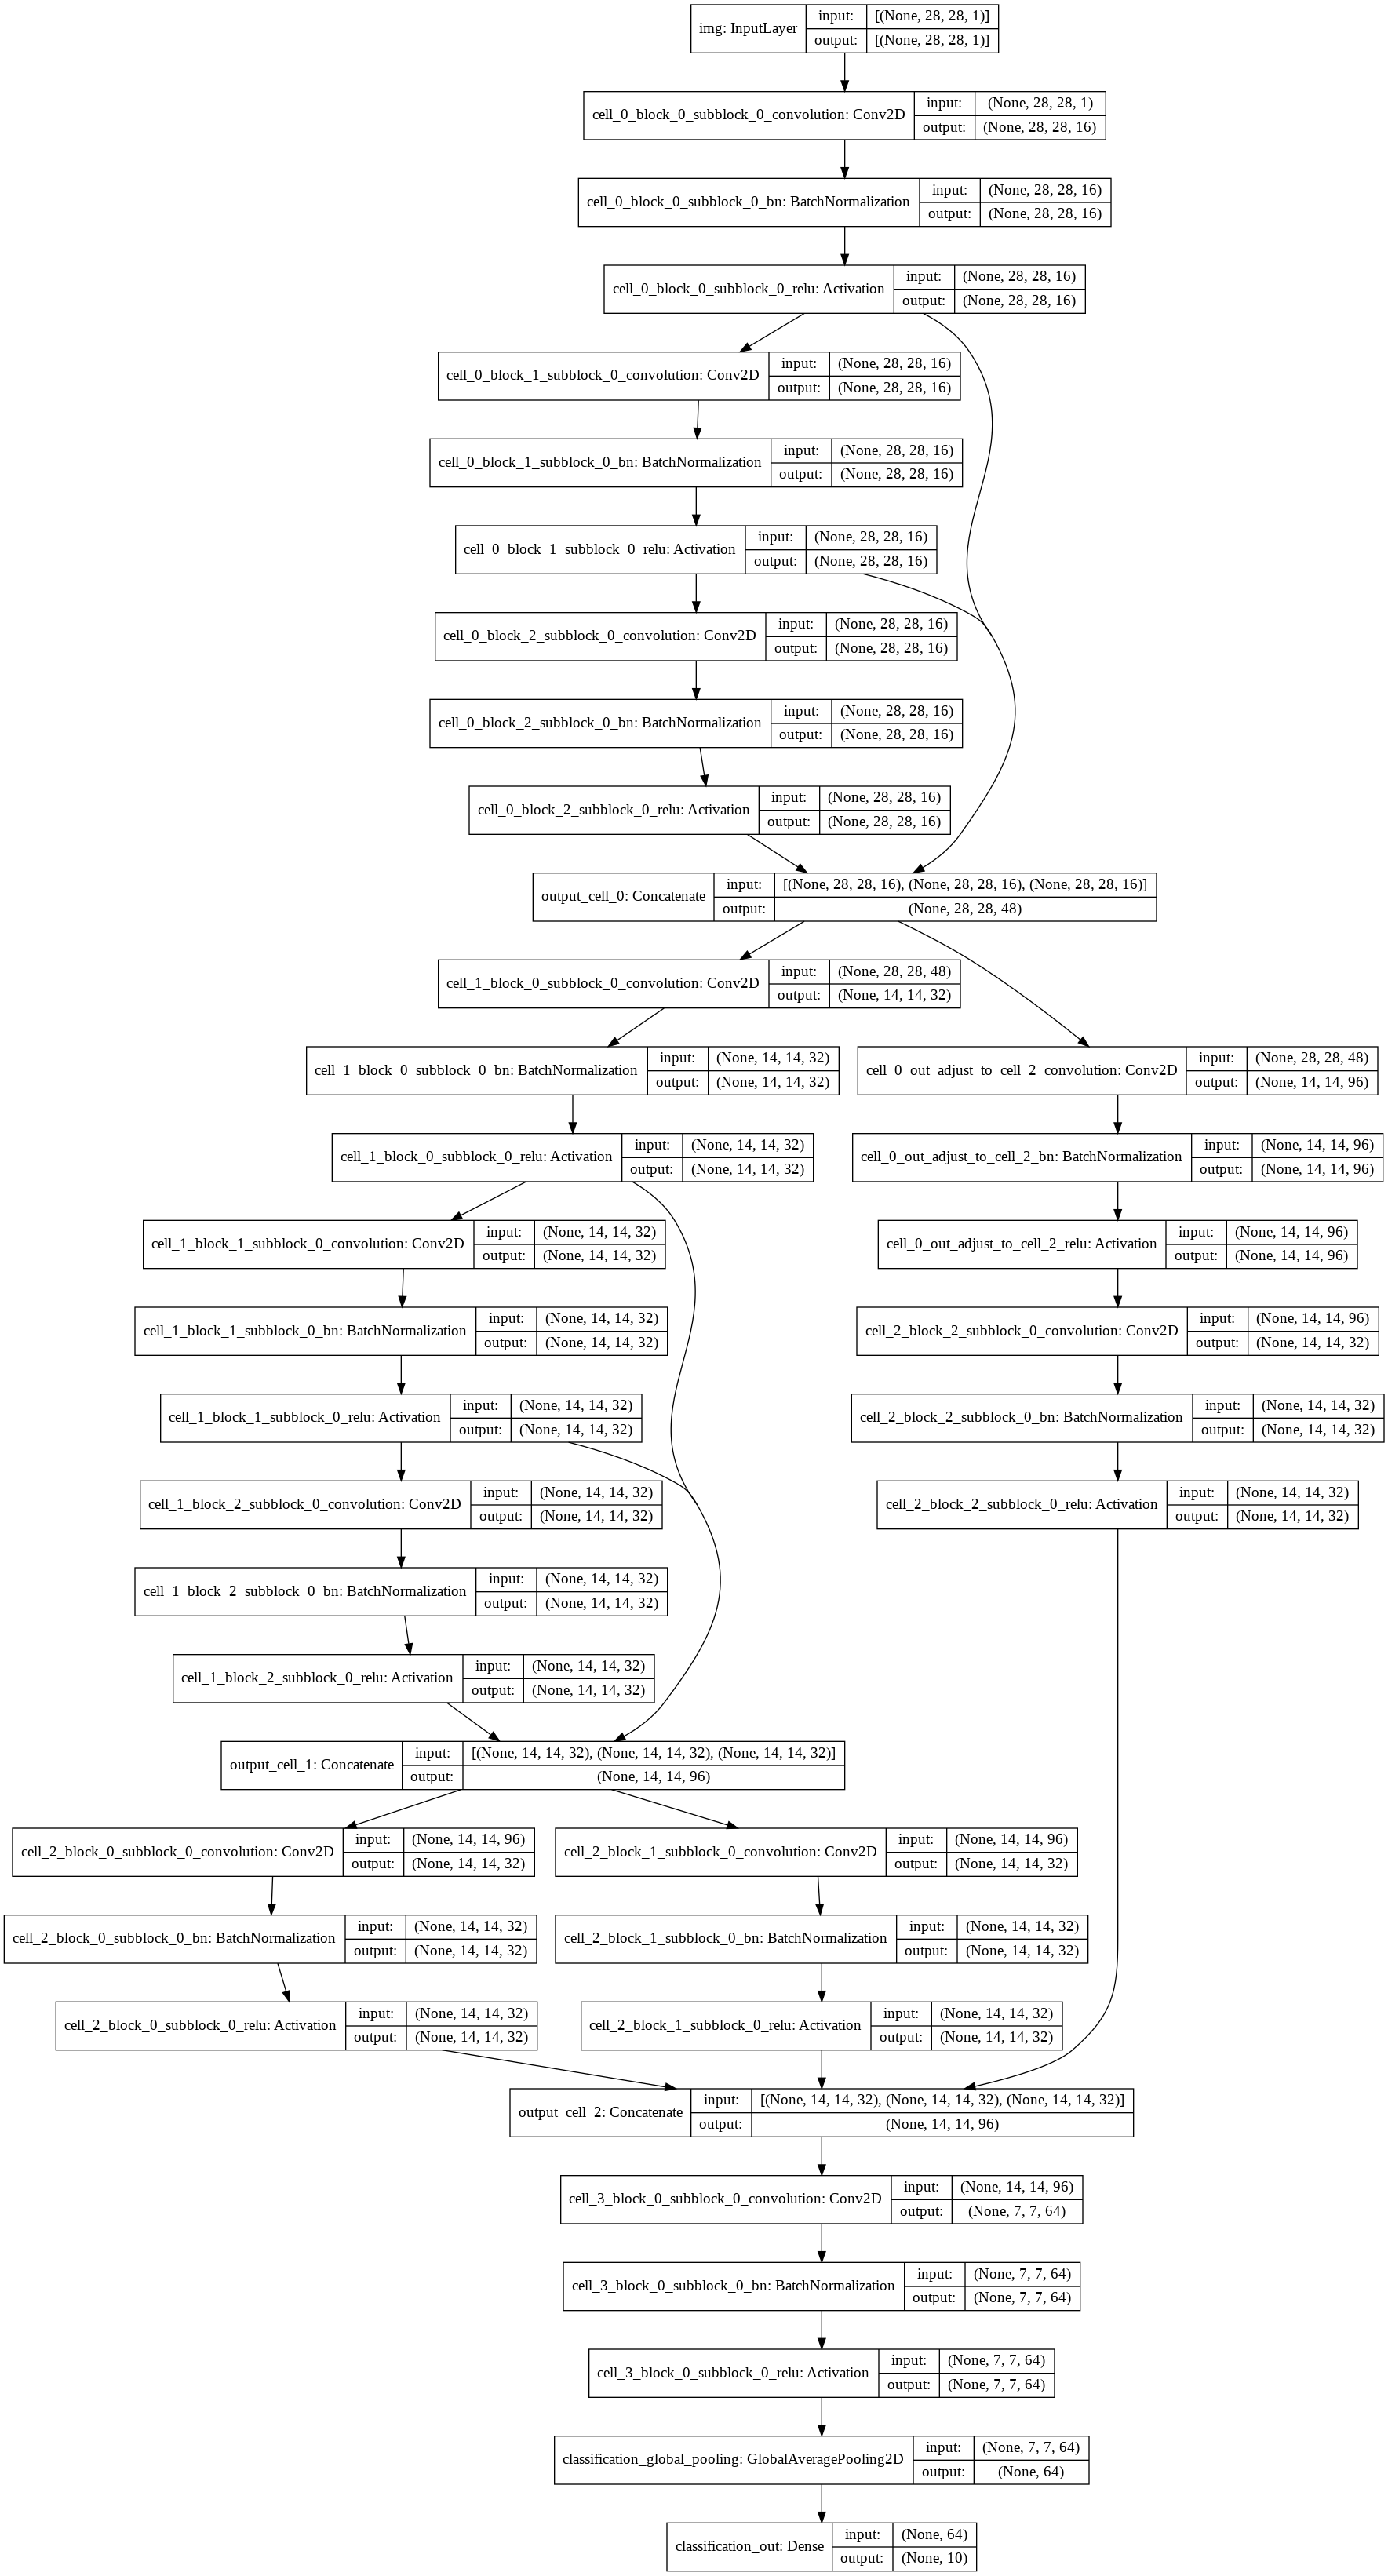 img: InputLayer
input:
[(None, 28, 28, 1)]
output:
[(None, 28, 28, 1)]
cell_0_block_0_subblock_0_convolution: Conv2D
input:
(None, 28, 28, 1)
output:
(None, 28, 28, 16)
cell_0_block_0_subblock_0_bn: BatchNormalization
input:
(None, 28, 28, 16)
output:
(None, 28, 28, 16)
cell_0_block_0_subblock_0_relu: Activation
input:
(None, 28, 28, 16)
output:
(None, 28, 28, 16)
cell_0_block_1_subblock_0_convolution: Conv2D
input:
(None, 28, 28, 16)
output:
(None, 28, 28, 16)
cell_0_block_1_subblock_0_bn: BatchNormalization
input:
(None, 28, 28, 16)
output:
(None, 28, 28, 16)
cell_0_block_1_subblock_0_relu: Activation
input:
(None, 28, 28, 16)
output:
(None, 28, 28, 16)
cell_0_block_2_subblock_0_convolution: Conv2D
input:
(None, 28, 28, 16)
output:
(None, 28, 28, 16)
cell_0_block_2_subblock_0_bn: BatchNormalization
input:
(None, 28, 28, 16)
output:
(None, 28, 28, 16)
cell_0_block_2_subblock_0_relu: Activation
input:
(None, 28, 28, 16)
output:
(None, 28, 28, 16)
output_cell_0: Concatenate
input:
[(None, 28, 28, 16), (None, 28, 28, 16), (None, 28, 28, 16)]
output:
(None, 28, 28, 48)
cell_1_block_0_subblock_0_convolution: Conv2D
input:
(None, 28, 28, 48)
output:
(None, 14, 14, 32)
cell_1_block_0_subblock_0_bn: BatchNormalization
input:
(None, 14, 14, 32)
output:
(None, 14, 14, 32)
cell_0_out_adjust_to_cell_2_convolution: Conv2D
input:
(None, 28, 28, 48)
output:
(None, 14, 14, 96)
cell_1_block_0_subblock_0_relu: Activation
input:
(None, 14, 14, 32)
output:
(None, 14, 14, 32)
cell_0_out_adjust_to_cell_2_bn: BatchNormalization
input:
(None, 14, 14, 96)
output:
(None, 14, 14, 96)
cell_1_block_1_subblock_0_convolution: Conv2D
input:
(None, 14, 14, 32)
output:
(None, 14, 14, 32)
cell_0_out_adjust_to_cell_2_relu: Activation
input:
(None, 14, 14, 96)
output:
(None, 14, 14, 96)
cell_1_block_1_subblock_0_bn: BatchNormalization
input:
(None, 14, 14, 32)
output:
(None, 14, 14, 32)
cell_2_block_2_subblock_0_convolution: Conv2D
input:
(None, 14, 14, 96)
output:
(None, 14, 14, 32)
cell_1_block_1_subblock_0_relu: Activation
input:
(None, 14, 14, 32)
output:
(None, 14, 14, 32)
cell_2_block_2_subblock_0_bn: BatchNormalization
input:
(None, 14, 14, 32)
output:
(None, 14, 14, 32)
cell_1_block_2_subblock_0_convolution: Conv2D
input:
(None, 14, 14, 32)
output:
(None, 14, 14, 32)
cell_2_block_2_subblock_0_relu: Activation
input:
(None, 14, 14, 32)
output:
(None, 14, 14, 32)
cell_1_block_2_subblock_0_bn: BatchNormalization
input:
(None, 14, 14, 32)
output:
(None, 14, 14, 32)
cell_1_block_2_subblock_0_relu: Activation
input:
(None, 14, 14, 32)
output:
(None, 14, 14, 32)
output_cell_1: Concatenate
input:
[(None, 14, 14, 32), (None, 14, 14, 32), (None, 14, 14, 32)]
output:
(None, 14, 14, 96)
cell_2_block_0_subblock_0_convolution: Conv2D
input:
(None, 14, 14, 96)
output:
(None, 14, 14, 32)
cell_2_block_1_subblock_0_convolution: Conv2D
input:
(None, 14, 14, 96)
output:
(None, 14, 14, 32)
cell_2_block_0_subblock_0_bn: BatchNormalization
input:
(None, 14, 14, 32)
output:
(None, 14, 14, 32)
cell_2_block_1_subblock_0_bn: BatchNormalization
input:
(None, 14, 14, 32)
output:
(None, 14, 14, 32)
cell_2_block_0_subblock_0_relu: Activation
input:
(None, 14, 14, 32)
output:
(None, 14, 14, 32)
cell_2_block_1_subblock_0_relu: Activation
input:
(None, 14, 14, 32)
output:
(None, 14, 14, 32)
output_cell_2: Concatenate
input:
[(None, 14, 14, 32), (None, 14, 14, 32), (None, 14, 14, 32)]
output:
(None, 14, 14, 96)
cell_3_block_0_subblock_0_convolution: Conv2D
input:
(None, 14, 14, 96)
output:
(None, 7, 7, 64)
cell_3_block_0_subblock_0_bn: BatchNormalization
input:
(None, 7, 7, 64)
output:
(None, 7, 7, 64)
cell_3_block_0_subblock_0_relu: Activation
input:
(None, 7, 7, 64)
output:
(None, 7, 7, 64)
classification_global_pooling: GlobalAveragePooling2D
input:
(None, 7, 7, 64)
output:
(None, 64)
classification_out: Dense
input:
(None, 64)
output:
(None, 10)